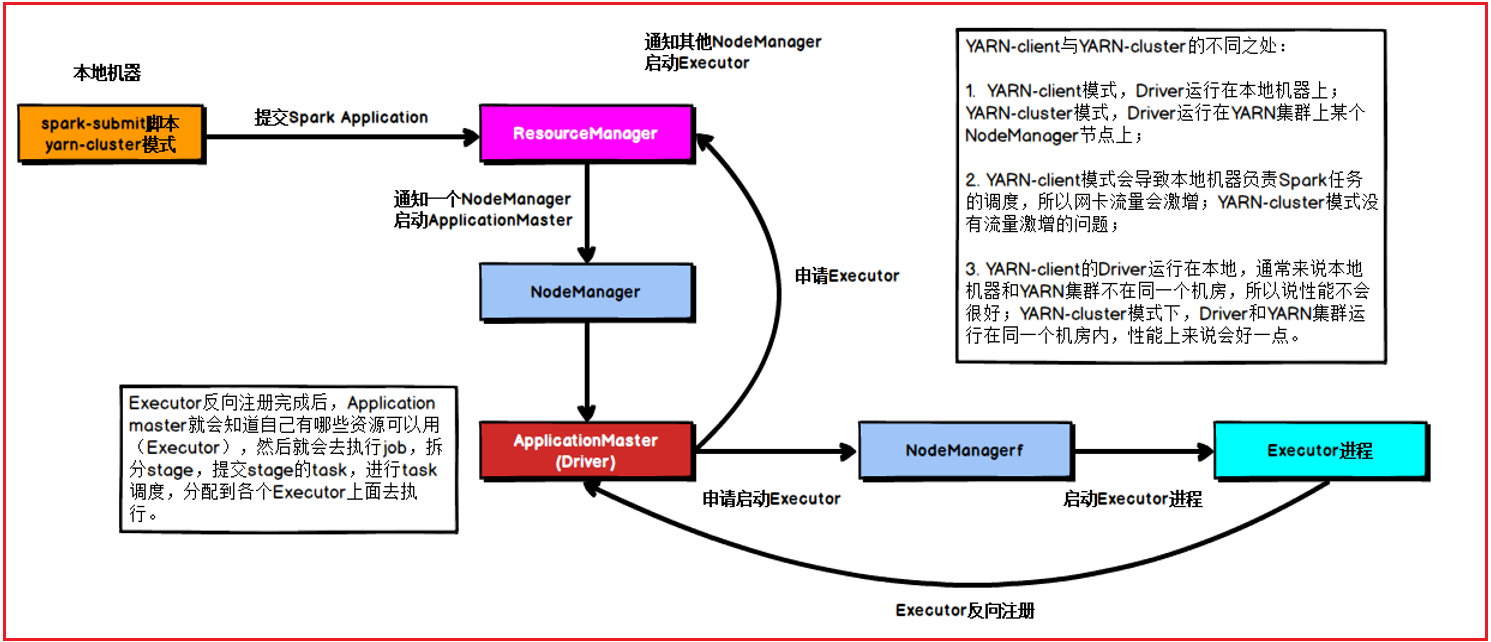 通知其他NodeManager
启动Executor
本地机器
spark-submit脚本
yarn-cluster模式
提交Spark Application
ResourceManager
通知一个NodeManager
启动ApplicationMaster
NodeManager
申请Executor
YARN-client与YARN-cluster的不同之处：
1. YARN-client模式，Driver运行在本地机器上；
YARN-cluster模式，Driver运行在YARN集群上某个
NodeManager节点上；
2. YARN-client模式会导致本地机器负责Spark任务
的调度，所以网卡流量会激增；YARN-cluster模式没
有流量激增的问题；
3. YARN-client的Driver运行在本地，通常来说本地
机器和YARN集群不在同一个机房，所以说性能不会
很好；YARN-cluster模式下，Driver和YARN集群运
行在同一个机房内，性能上来说会好一点。
Executor反向注册完成后，Application
master就会知道自己有哪些资源可以用
（Executor），然后就会去执行job，拆
分stage，提交stage的task，进行task
调度，分配到各个Executor上面去执
行。
ApplicationMaster
(Driver)
申请启动Executor
NodeManagerf
启动Executor进程
Executor进程
Executor反向注册